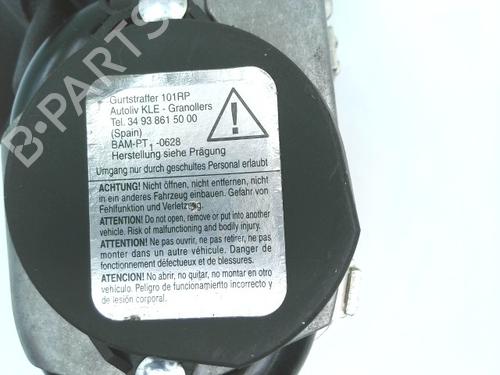 B-PARTS
Gurtstraffer 101RP
Autoliv KLE - Granollers
Tel. 34 93 861 50 00
(Spain)
BAM-PT1-0628
Herstellung siehe Prägung
Umgang nur durch geschultes Personal erlaubt
ACHTUNG! Nicht öffnen, nicht entfernen, nicht
in ein anderes Fahrzeug einbauen. Gefahr von
Fehlfunktion und Verletzung.
ATTENTION! Do not open, remove or put into another
vehicle. Risk of malfunctioning and bodily injury.
ATTENTION! Ne pas ouvrir, ne pas retirer, ne pas
monter dans un autre véhicule. Danger de
fonctionnement défectueux et de blessures.
ATENCION! No abrir, no quitar, no montar en otro
vehículo. Peligro de funcionamiento incorrecto y
de lesión corporal.